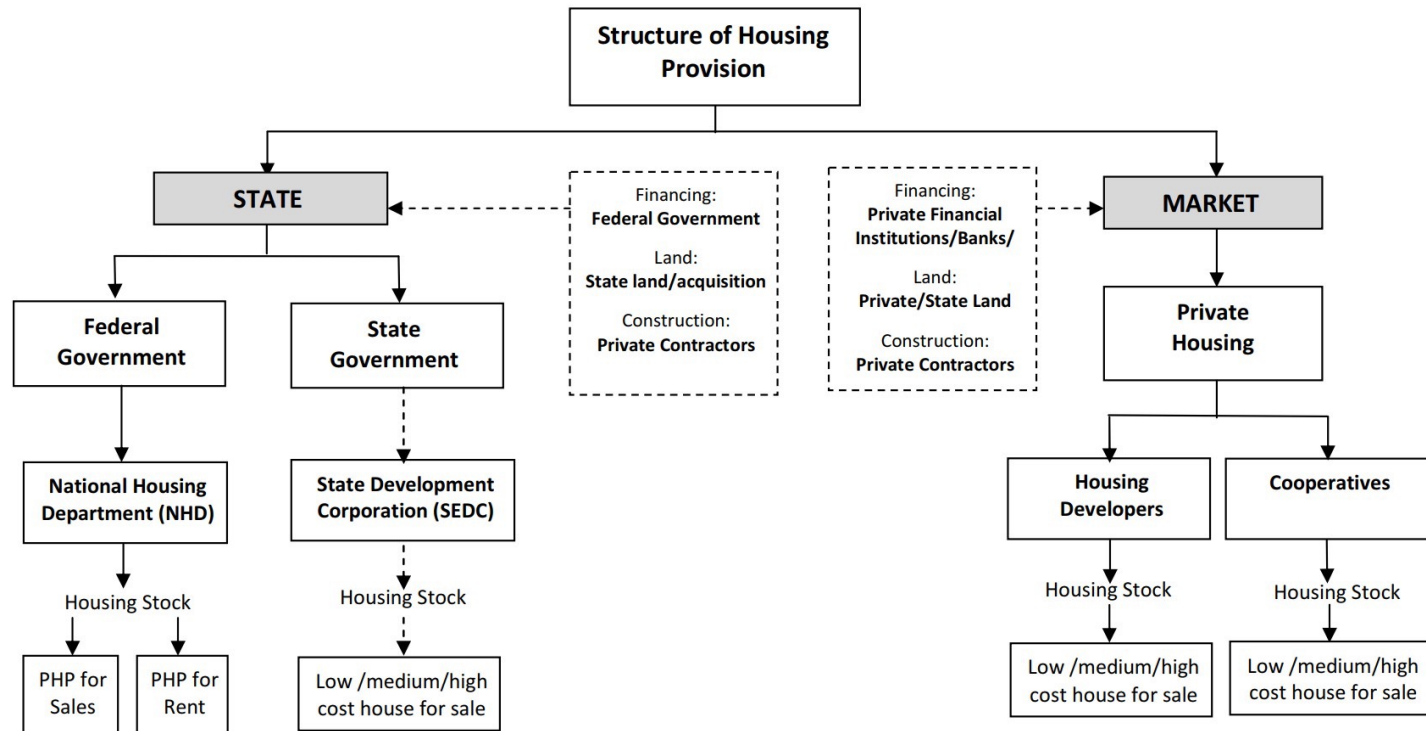 Structure of Housing
Provision
STATE
Financing:
Federal Government
Land:
State land/acquisition
Construction:
Private Contractors
Financing:
Private Financial
Institutions/Banks/
Land:
Private/State Land
Construction:
Private Contractors
MARKET
Federal
Government
State
Government
Private
Housing
National Housing
Department (NHD)
State Development
Corporation (SEDC)
Housing
Developers
Cooperatives
Housing Stock
Housing Stock
Housing Stock
Housing Stock
PHP for
Sales
PHP for
Rent
Low /medium/high
cost house for sale
Low /medium/high
cost house for sale
Low /medium/high
cost house for sale